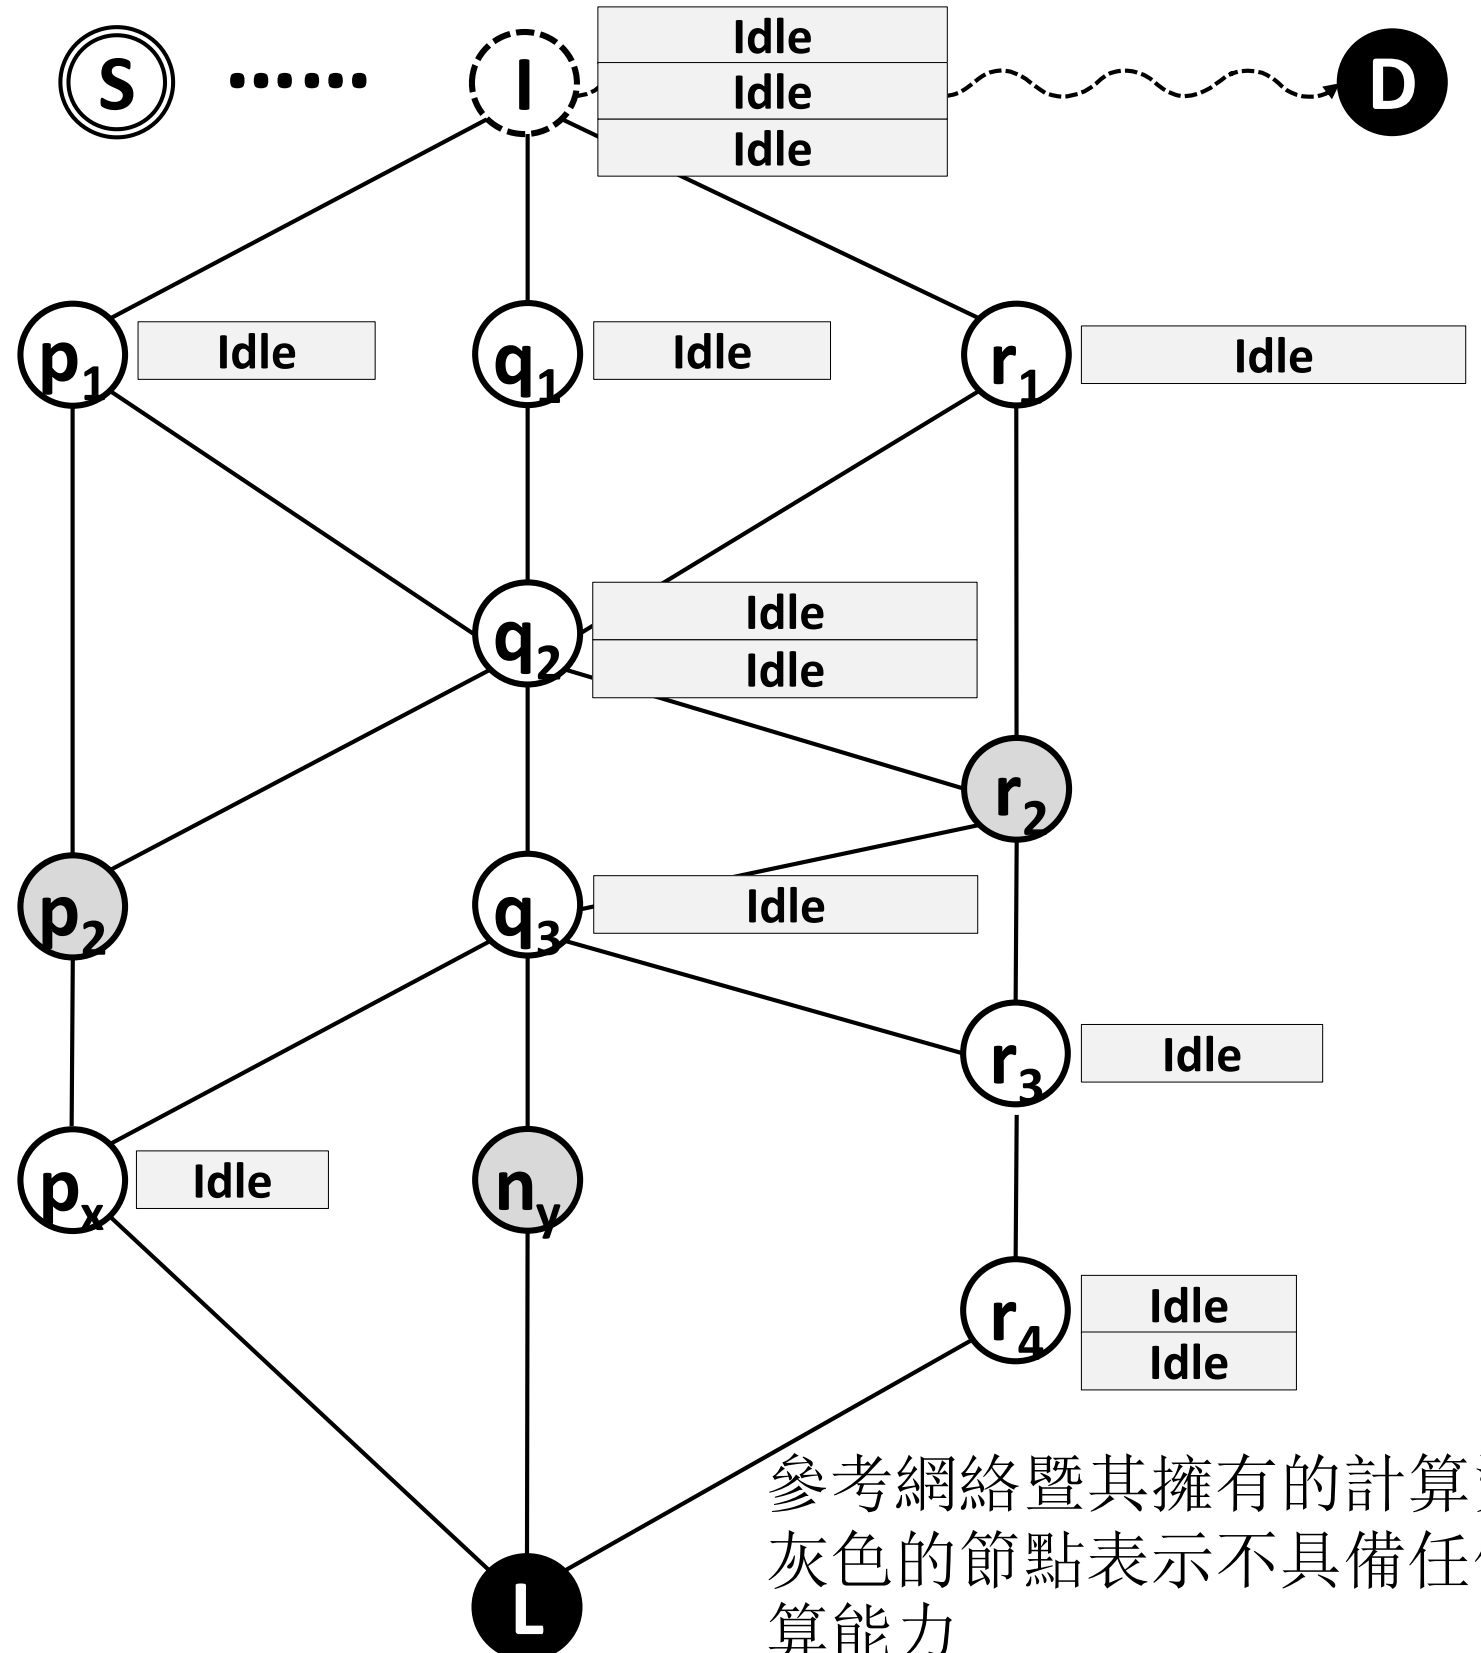 S ...... I Idle D
Idle
Idle
p1 Idle q1 Idle r1 Idle
q2 Idle
Idle
r2
p2 q3 Idle
r3 Idle
px Idle ny
r4 Idle
Idle
參考網絡暨其擁有的計算
灰色的節點表示不具備任
算能力
L